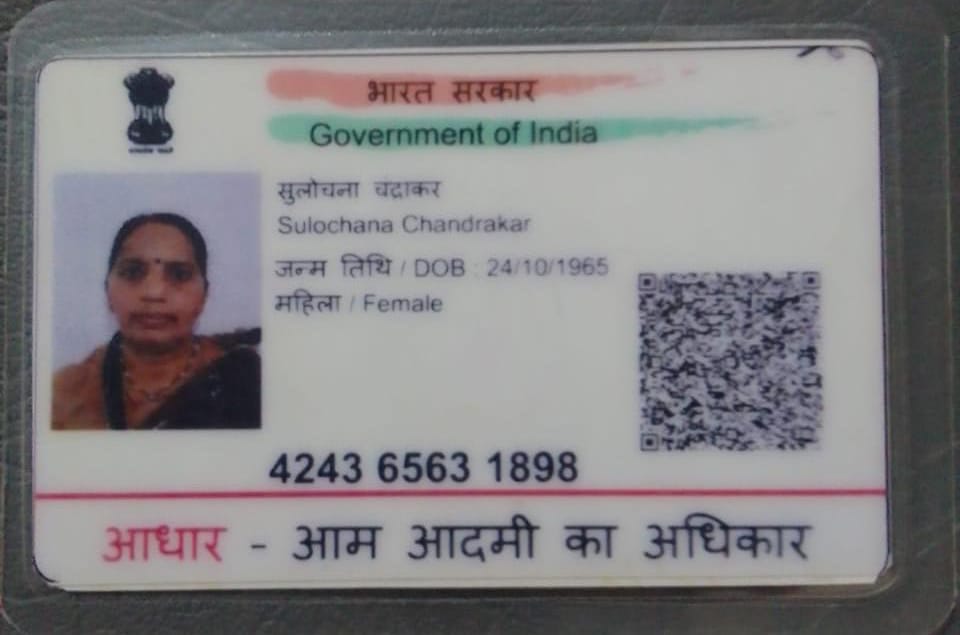 भारत सरकार
Government of India
सुलोचना चंद्राकर
Sulochana Chandrakar
जन्म तिथि / DOB : 24/10/1965
महिला / Female
4243 6563 1898
आधार - आम आदमी का अधिकार